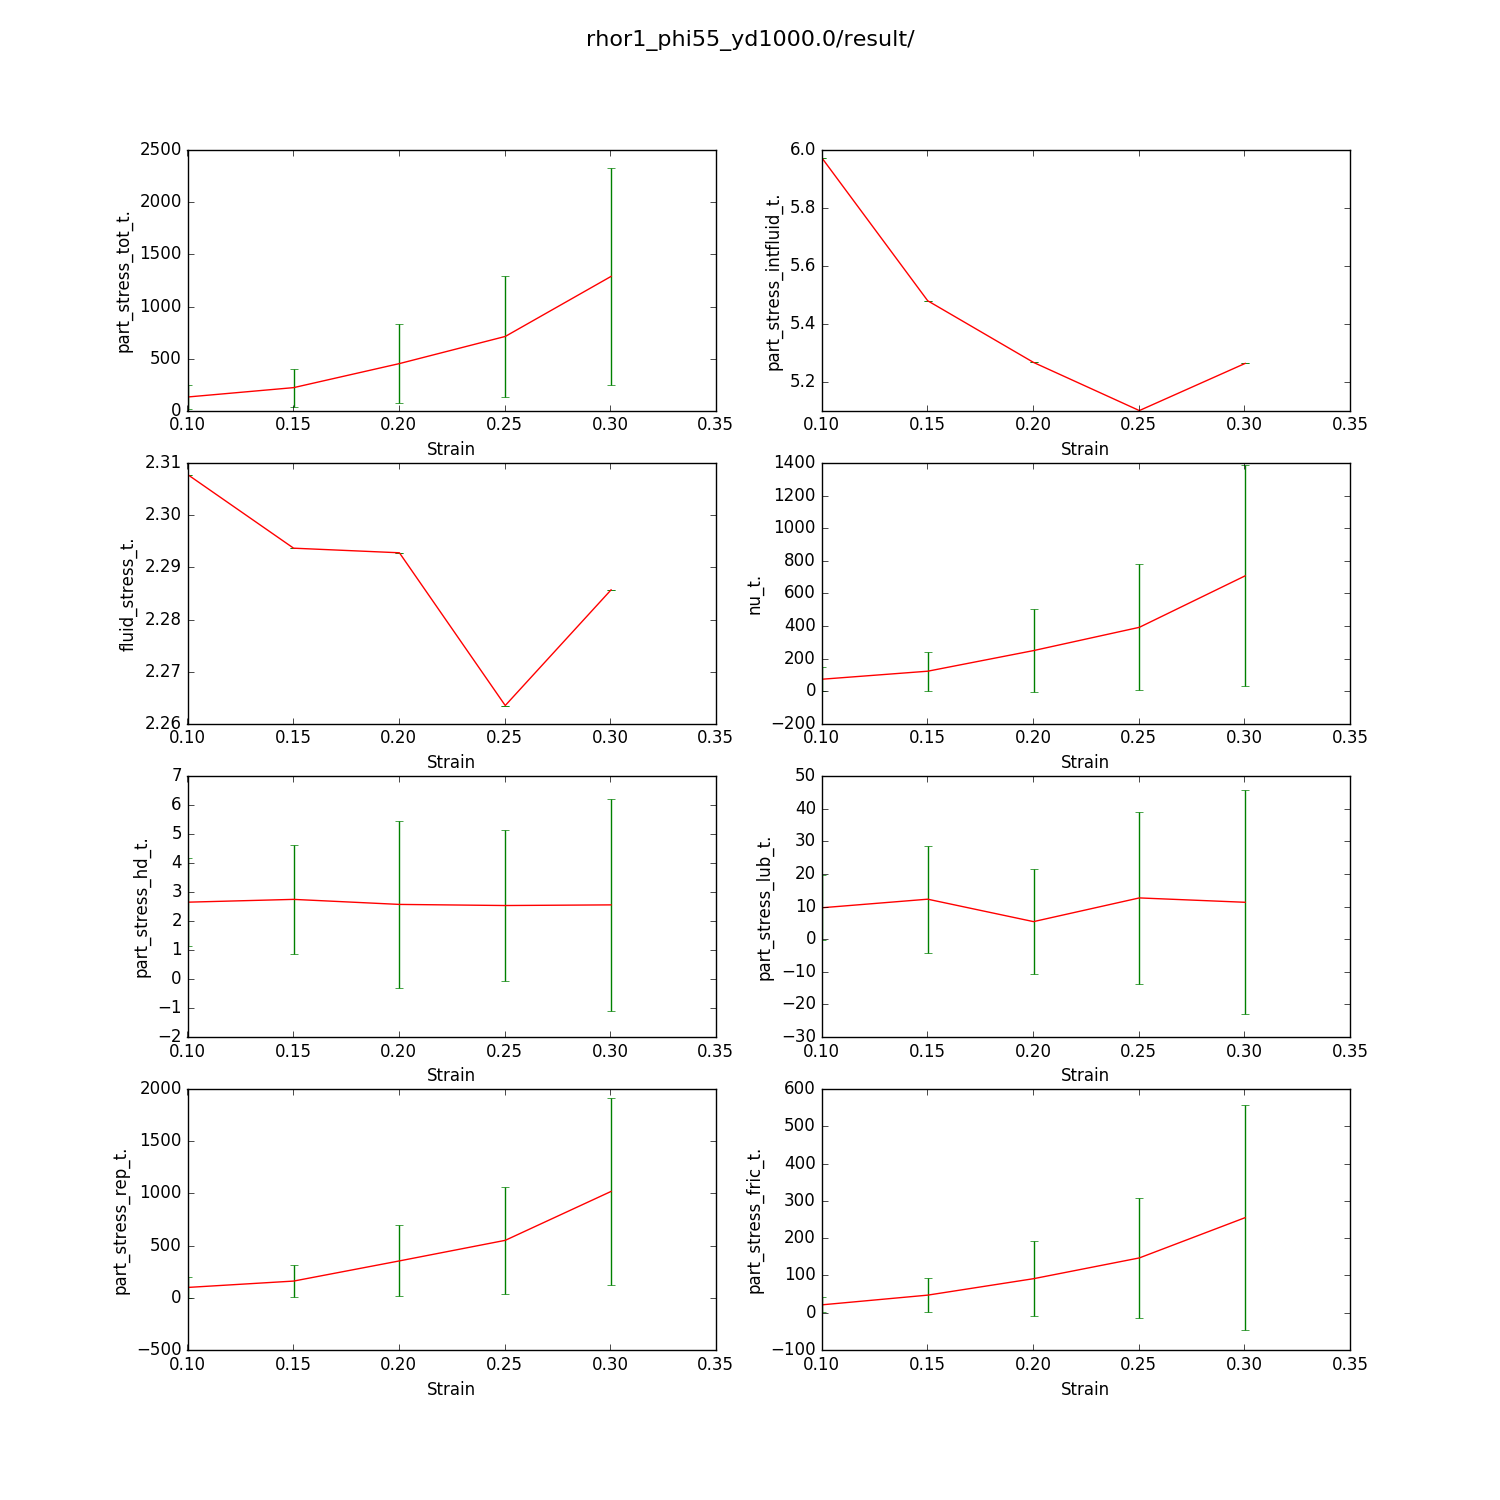 rhor1_phi55_yd1000.0/result/
part_stress_tot_t.
2500
2000
1500
1000
500
0
0.10 0.15 0.20 0.25 0.30 0.35
Strain
part_stress_intfluid_t.
6.0
5.8
5.6
5.4
5.2
0.10 0.15 0.20 0.25 0.30 0.35
Strain
fluid_stress_t.
2.31
2.30
2.29
2.28
2.27
2.26
0.10 0.15 0.20 0.25 0.30 0.35
Strain
nu_t.
1400
1200
1000
800
600
400
200
0
−200
0.10 0.15 0.20 0.25 0.30 0.35
Strain
part_stress_hd_t.
7
6
5
4
3
2
1
0
−1
−2
0.10 0.15 0.20 0.25 0.30 0.35
Strain
part_stress_lub_t.
50
40
30
20
10
0
−10
−20
−30
0.10 0.15 0.20 0.25 0.30 0.35
Strain
part_stress_rep_t.
2000
1500
1000
500
0
−500
0.10 0.15 0.20 0.25 0.30 0.35
Strain
part_stress_fric_t.
600
500
400
300
200
100
0
−100
0.10 0.15 0.20 0.25 0.30 0.35
Strain